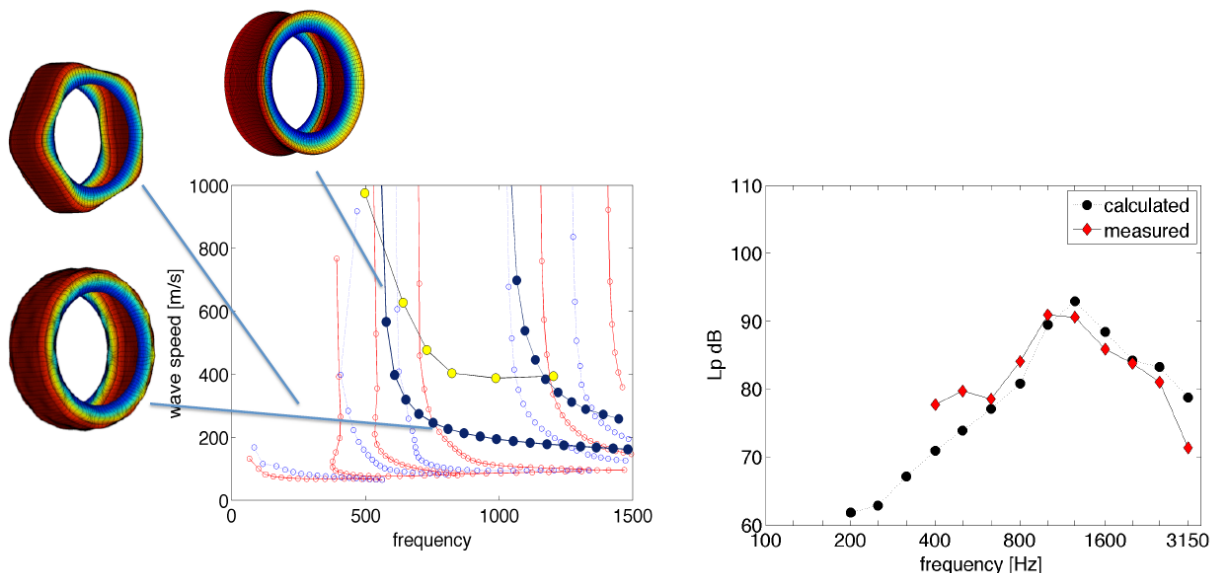 1000
800
600
400
200
0
wave speed [m/s]
0 500 1000 1500
frequency
110
100
90
80
70
60
Lp dB
calculated
measured
100 200 400 800 1600 3150
frequency [Hz]